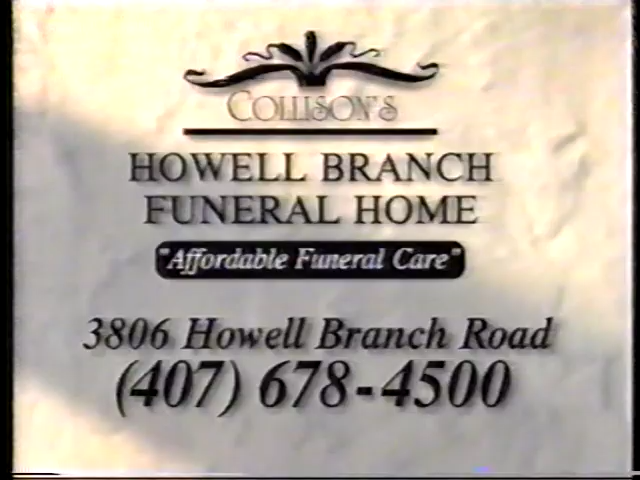 COLLISON'S
HOWELL BRANCH
FUNERAL HOME
"Affordable Funeral Care"
3806 Howell Branch Road
(407) 678-4500